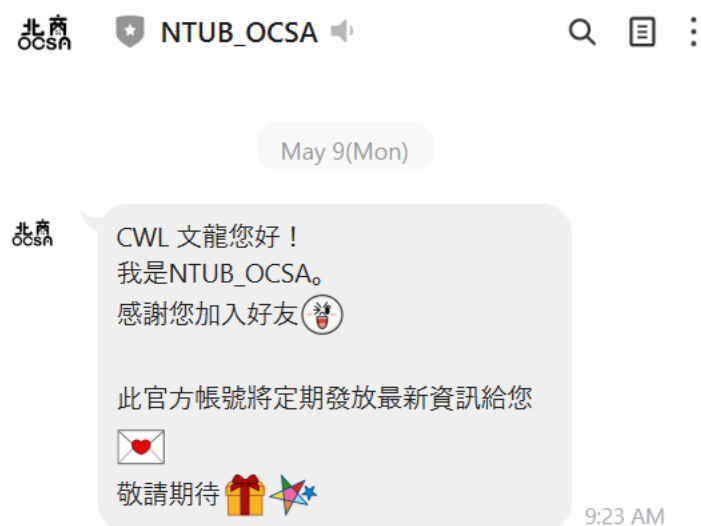 北商
OCSA
NTUB_OCSA
May 9(Mon)
北商
OCSA
CWL 文龍您好！
我是NTUB_OCSA。
感謝您加入好友
此官方帳號將定期發放最新資訊給您
敬請期待
9:23 AM